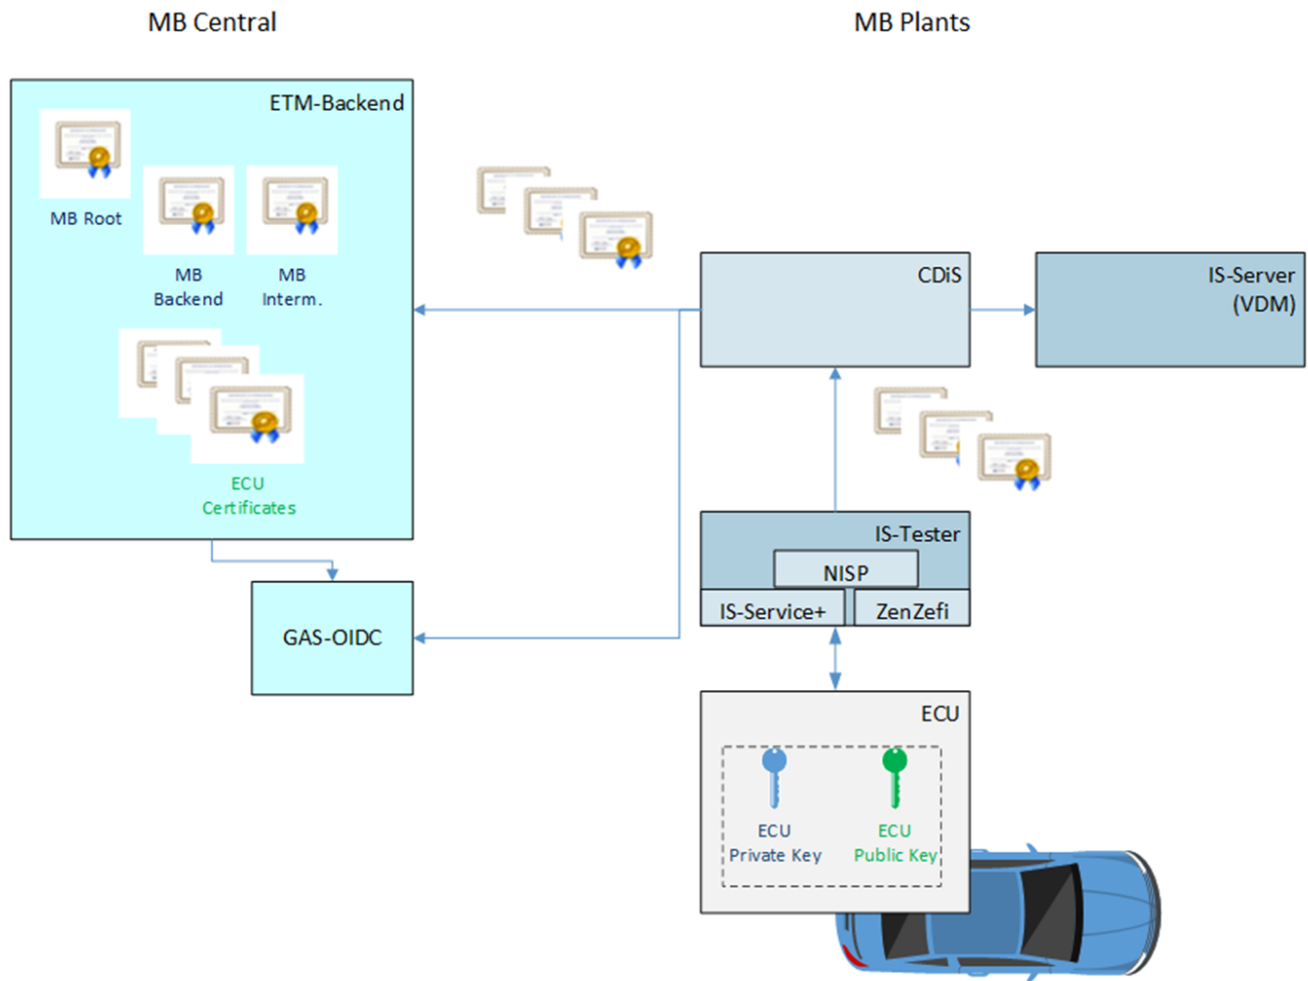 MB Central
MB Plants
ETM-Backend
MB Root
MB
Backend
MB
Interm.
ECU
Certificates
GAS-OIDC
CDiS
IS-Server
(VDM)
IS-Tester
NISP
IS-Service+
ZenZefi
ECU
ECU
Private Key
ECU
Public Key